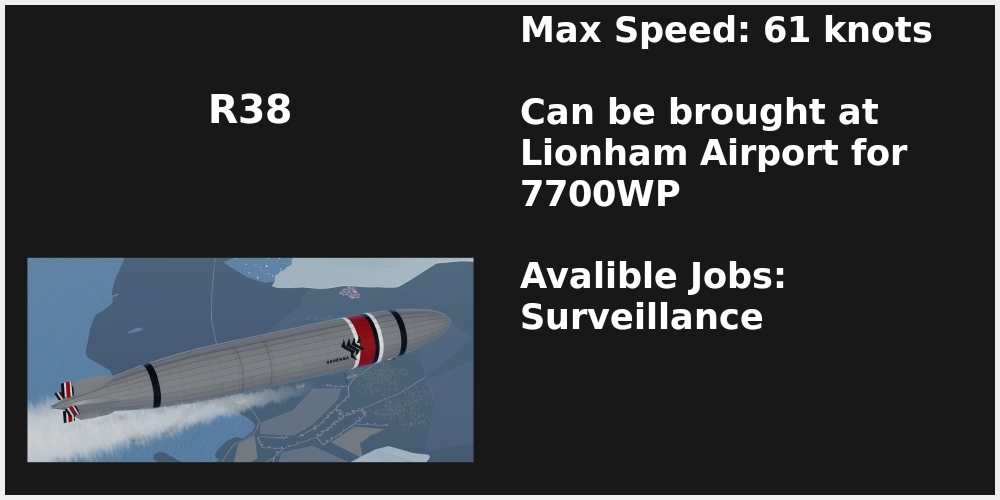 R38
Max Speed: 61 knots
Can be brought at
Lionham Airport for
7700WP
Avalible Jobs:
Surveillance